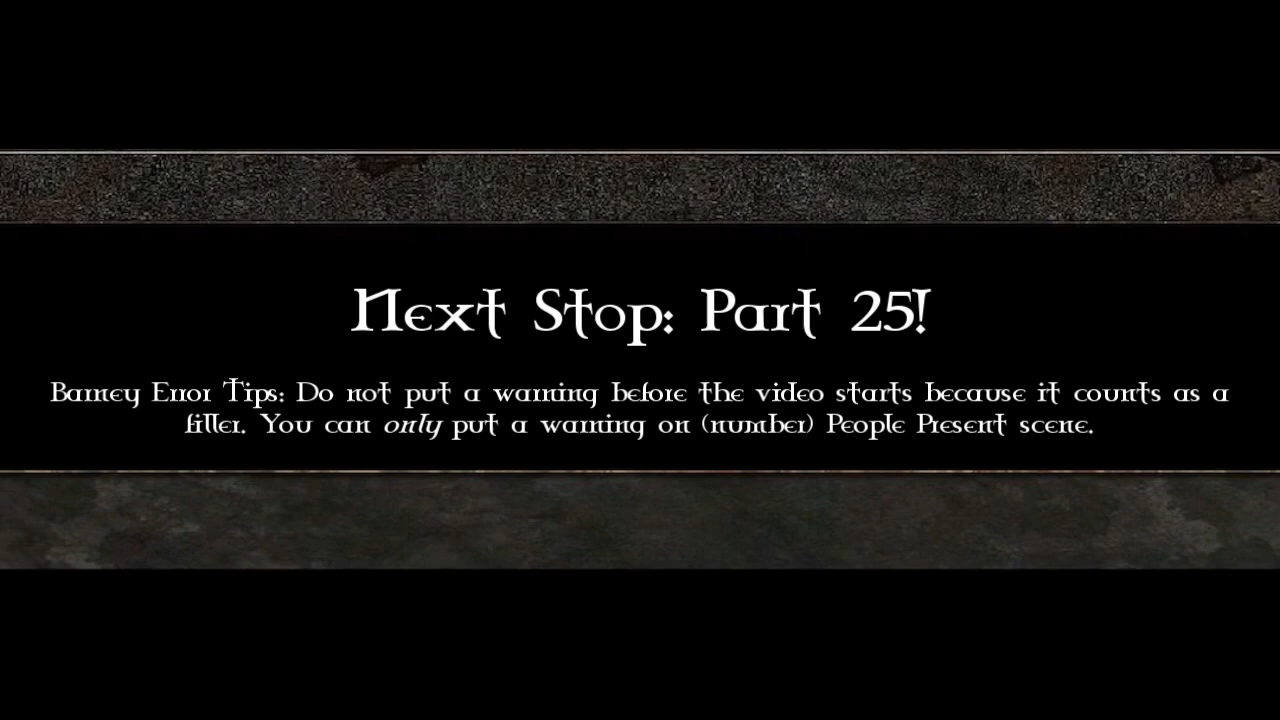 Next Stop: Part 25!
Barney Error Tips: Do not put a warning before the video starts because it counts as a
filler. You can only put a warning on (number) People Present scene.